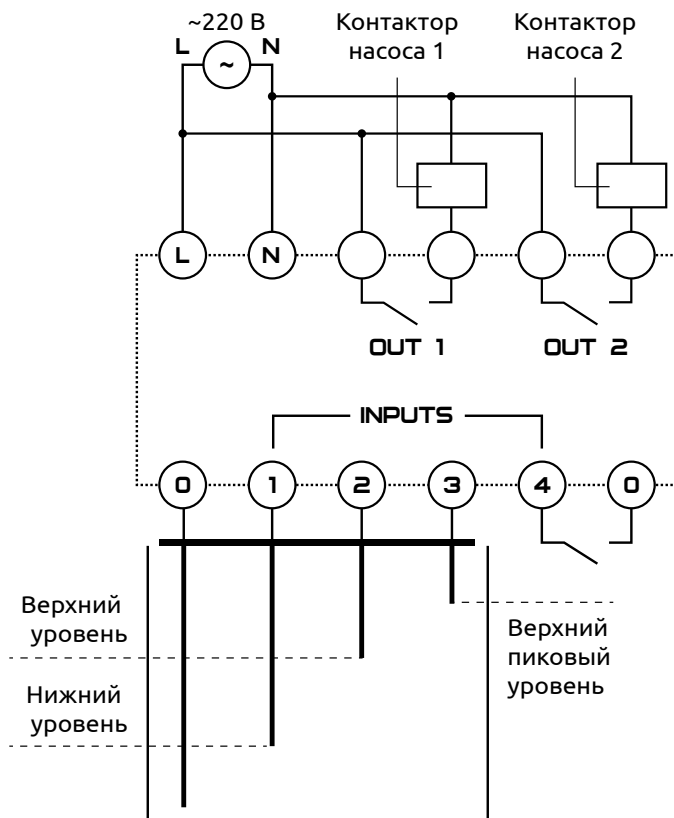 ~220 В
L N
~
Контактор
насоса 1
Контактор
насоса 2
L N
OUT 1 OUT 2
INPUTS
0 1 2 3 4 0
Верхний
уровень
Нижний
уровень
Верхний
пиковый
уровень